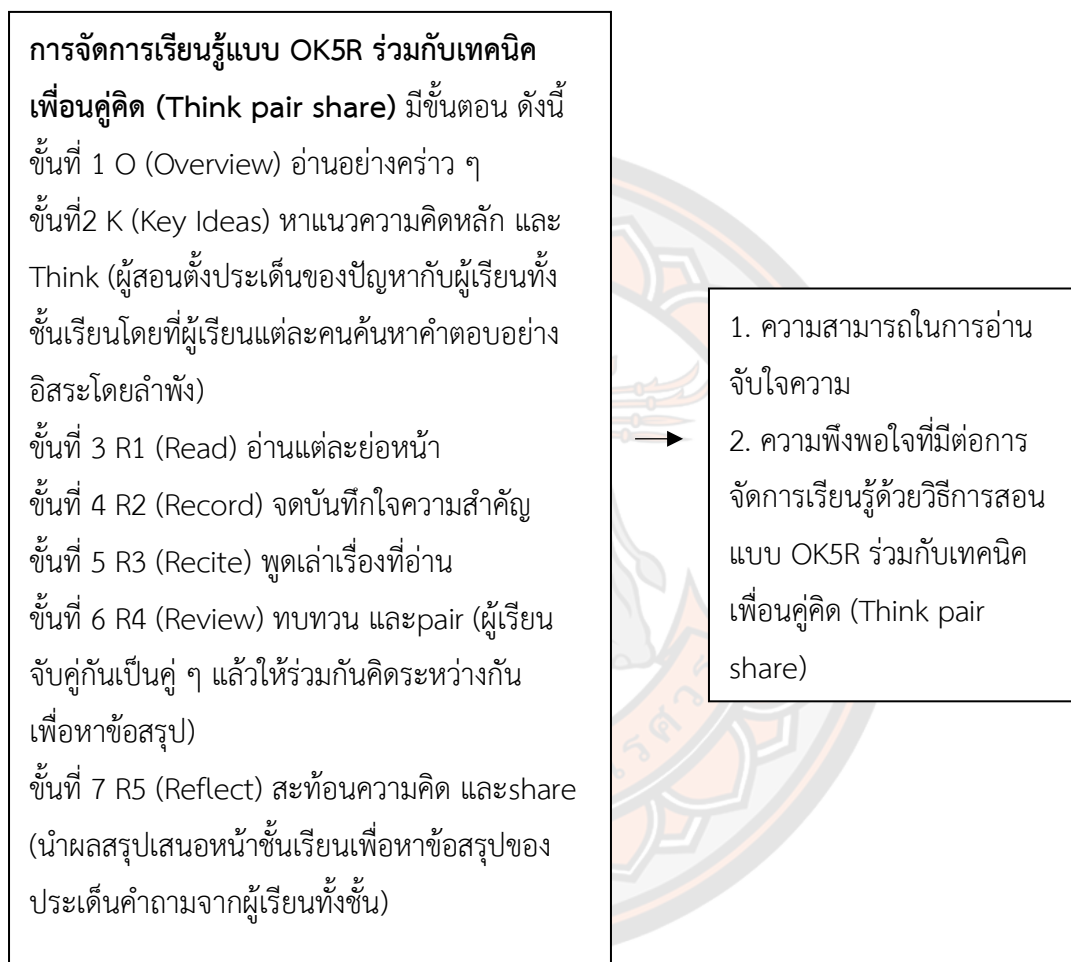 การจัดการเรียนรู้แบบ OK5R ร่วมกับเทคนิค
เพื่อนคู่คิด (Think pair share) มีขั้นตอน ดังนี้
ขั้นที่ 1 O (Overview) อ่านอย่างคร่าว ๆ
ขั้นที่2 K (Key Ideas) หาแนวความคิดหลัก และ
Think (ผู้สอนตั้งประเด็นของปัญหากับผู้เรียนทั้ง
ชั้นเรียนโดยที่ผู้เรียนแต่ละคนค้นหาคำตอบอย่าง
อิสระโดยลำพัง)
ขั้นที่ 3 R1 (Read) อ่านแต่ละย่อหน้า
ขั้นที่ 4 R2 (Record) จดบันทึกใจความสำคัญ
ขั้นที่ 5 R3 (Recite) พูดเล่าเรื่องที่อ่าน
ขั้นที่ 6 R4 (Review) ทบทวน และpair (ผู้เรียน
จับคู่กันเป็นคู่ ๆ แล้วให้ร่วมกันคิดระหว่างกัน
เพื่อหาข้อสรุป)
ขั้นที่ 7 R5 (Reflect) สะท้อนความคิด และshare
(นำผลสรุปเสนอหน้าชั้นเรียนเพื่อหาข้อสรุปของ
ประเด็นคำถามจากผู้เรียนทั้งชั้น)
1. ความสามารถในการอ่าน
จับใจความ
2. ความพึงพอใจที่มีต่อการ
จัดการเรียนรู้ด้วยวิธีการสอน
แบบ OK5R ร่วมกับเทคนิค
เพื่อนคู่คิด (Think pair
share)